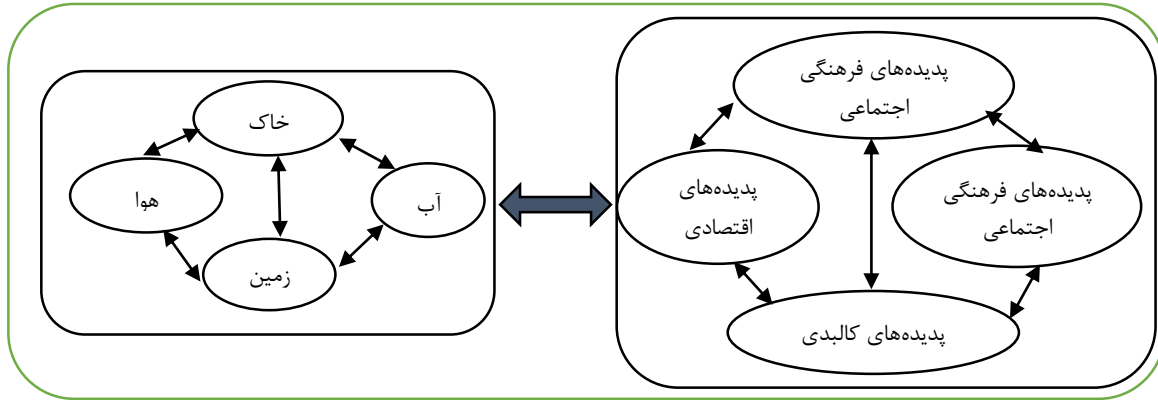 پدیده‌های فرهنگی
اجتماعی
پدیده‌های فرهنگی
اجتماعی
پدیده‌های
اقتصادی
پدیده‌های کالبدی
خاک
آب
هوا
زمین